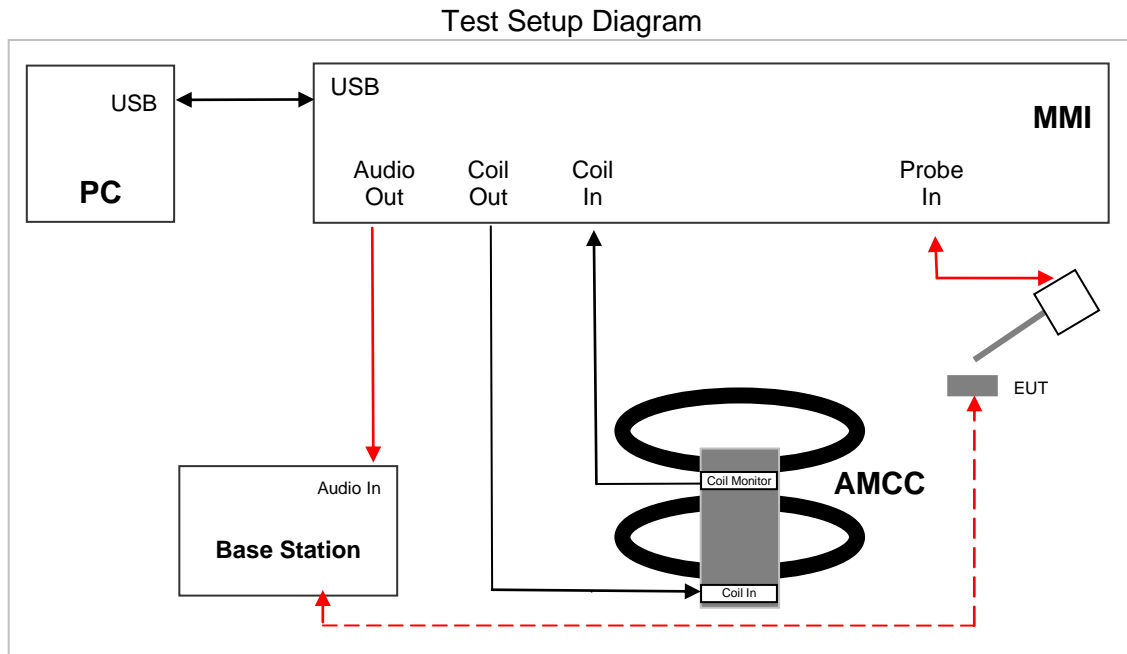 Test Setup Diagram
USB
PC
USB
MMI
Audio
Out
Coil
Out
Coil
In
Probe
In
EUT
Coil Monitor
AMCC
Coil In
Audio In
Base Station